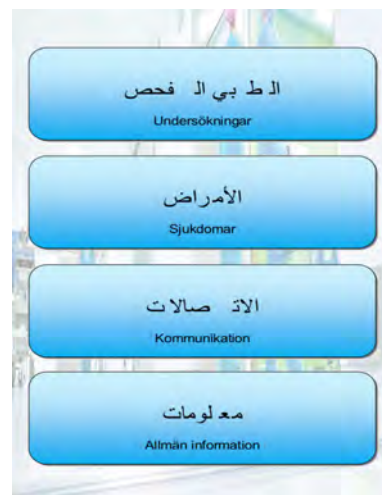 ال ط بي ال فحص
Undersökningar
الأمراض
Sjukdomar
الات صالات
Kommunikation
مع لومات
Allmän information